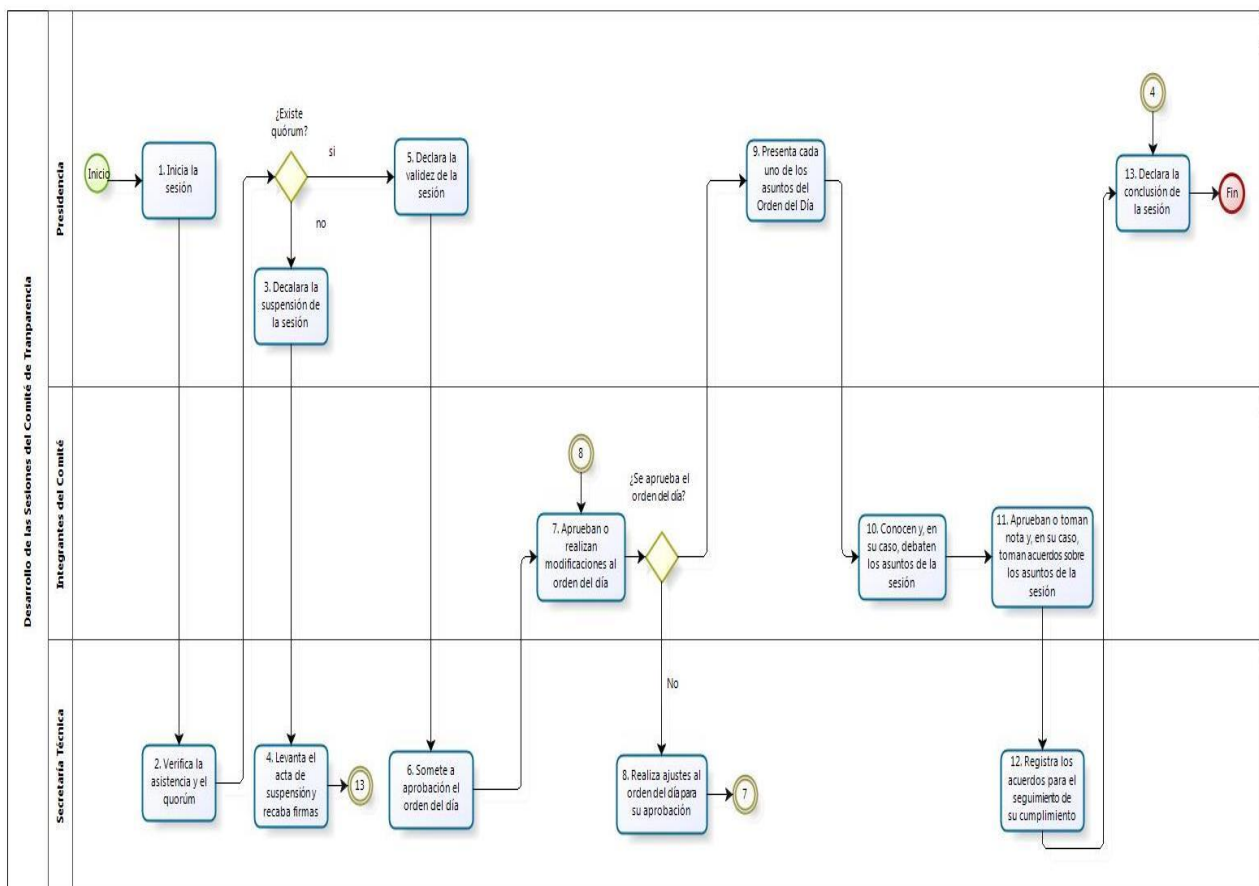 Desarrollo de las Sesiones del Comité de Tranparencia
Presidencia
Inicio
1. Inicia la
sesión
¿Existe
quórum?
si
no
3. Decalara la
suspensión de
la sesión
5. Declara la
validez de la
sesión
9. Presenta cada
uno de los
asuntos del
Orden del Día
4
13. Declara la
conclusión de
la sesión
Fin
Integrantes del Comité
8
7. Aprueban o
realizan
modificaciones al
orden del día
¿Se aprueba el
orden del día?
10. Conocen y, en
su caso, debaten
los asuntos de la
sesión
11. Aprueban o toman
nota y, en su caso,
toman acuerdos sobre
los asuntos de la
sesión
Secretaría Técnica
2. Verifica la
asistencia y el
quorúm
4. Levanta el
acta de
suspensión y
recaba firmas
13
6. Somete a
aprobación el
orden del día
No
8. Realiza ajustes al
orden del día para
su aprobación
7
12. Registra los
acuerdos para el
seguimiento de
su cumplimiento